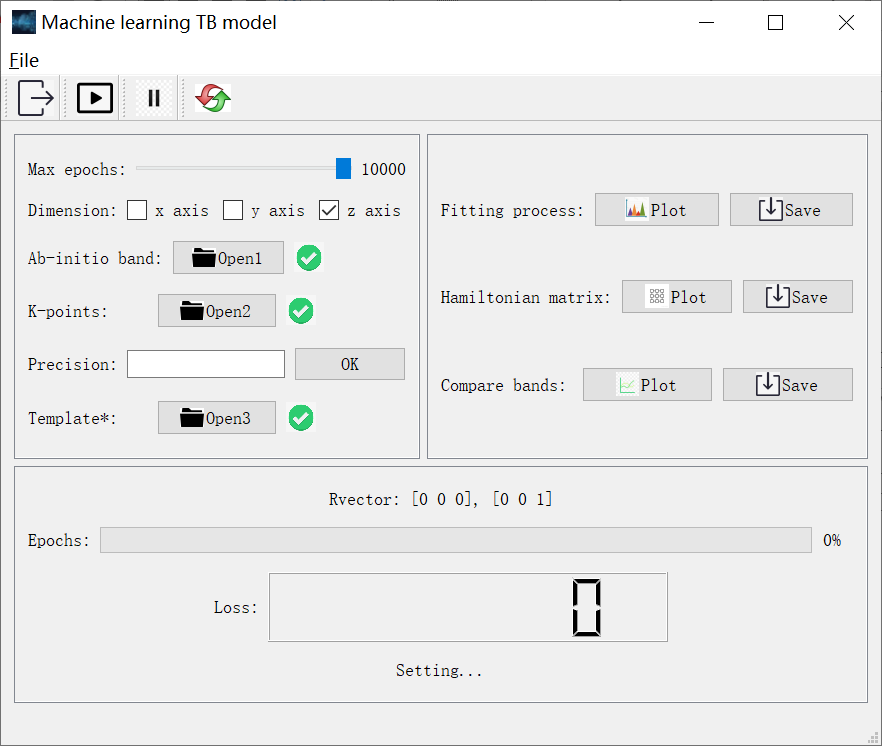 Machine learning TB model
File
Max epochs: 10000
Dimension: x axis y axis z axis
Ab-initio band: Open1
K-points: Open2
Precision: OK
Template*: Open3
Fitting process: Plot Save
Hamiltonian matrix: Plot Save
Compare bands: Plot Save
Rvector: [0 0 0], [0 0 1]
Epochs: 0%
Loss: 0
Setting...